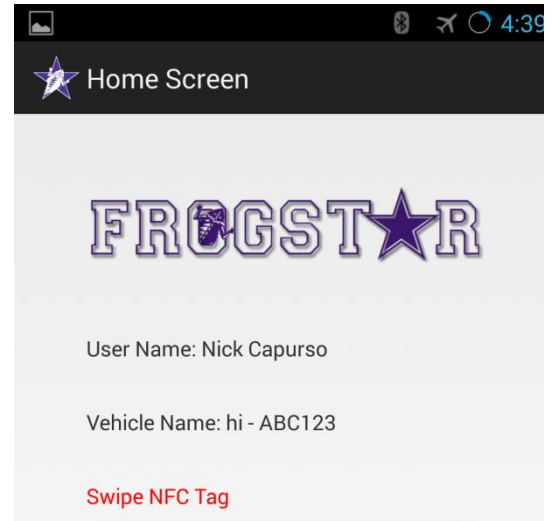 4:39
Home Screen
FROGSTAR
User Name: Nick Capurso
Vehicle Name: hi - ABC123
Swipe NFC Tag